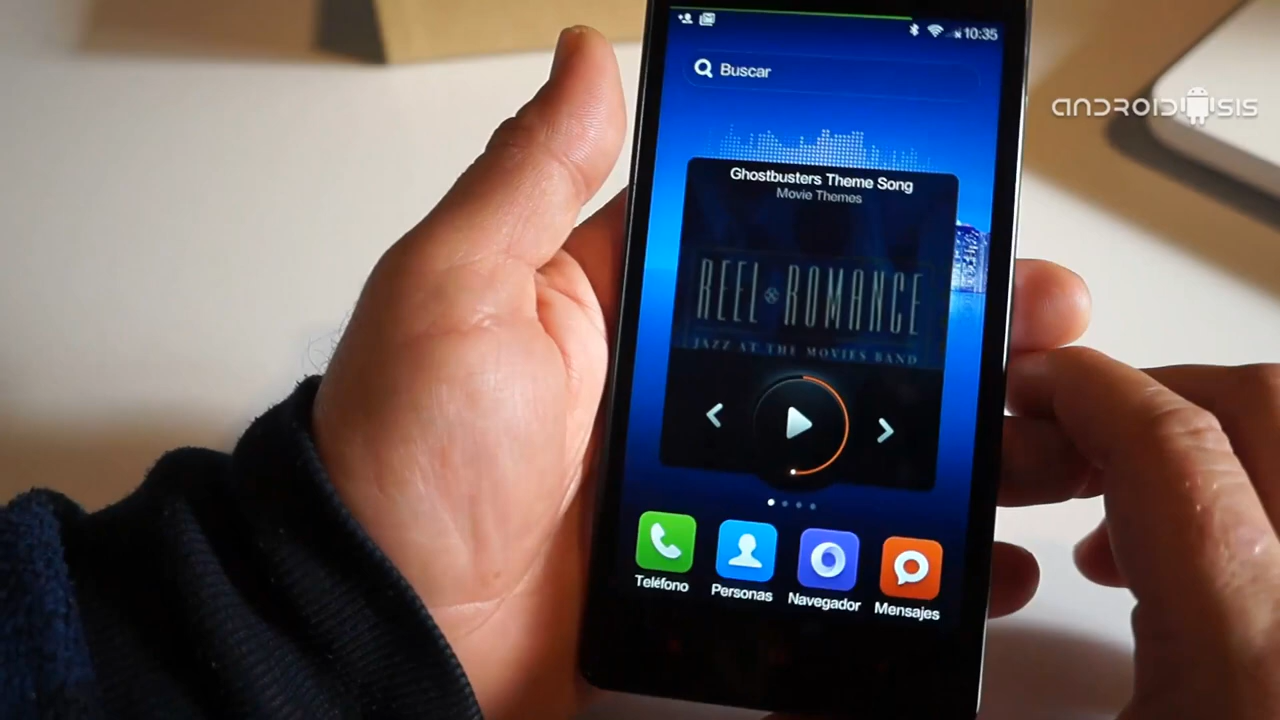 10:35
Buscar
ANDROIDSIS
Ghostbusters Theme Song
Movie Themes
REEL & ROMANCE
JAZZ AT THE MOVIES BAND
Teléfono
Personas
Navegador
Mensajes